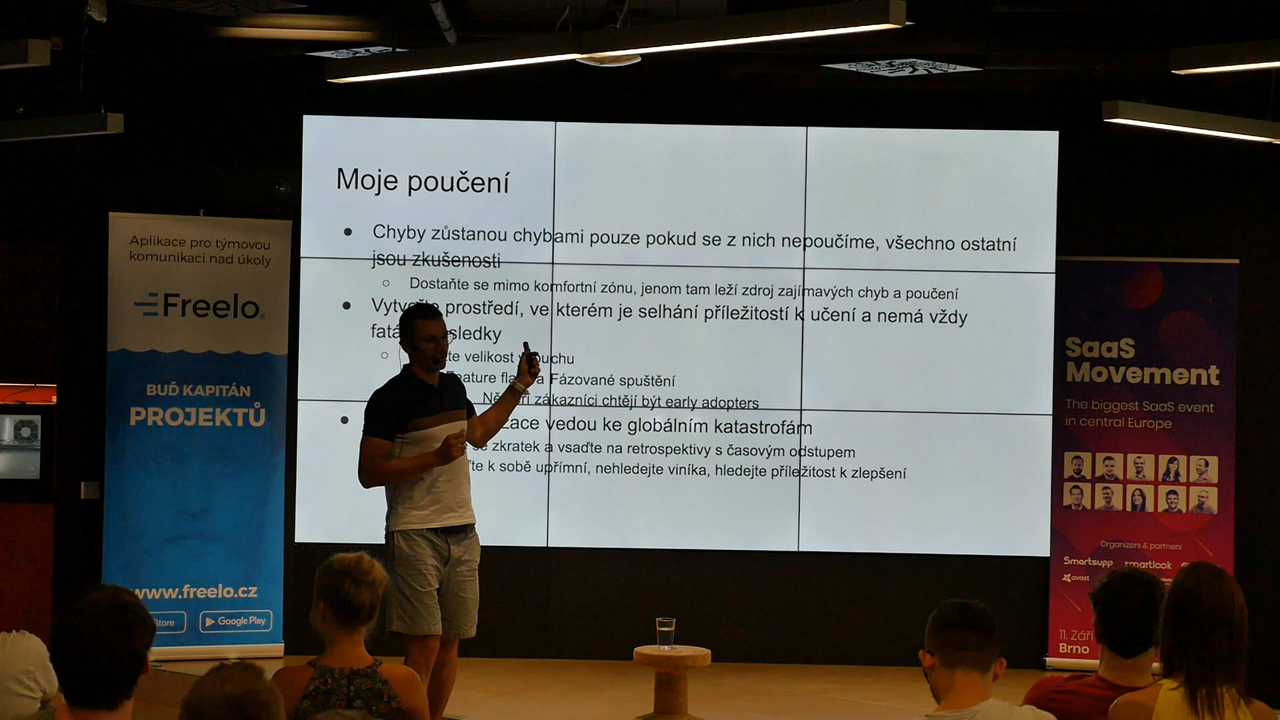 Aplikace pro týmovou
komunikaci nad úkoly
Freelo
BUĎ KAPITÁN
PROJEKTŮ
www.freelo.cz
Store
Google Play
Moje poučení
Chyby zůstanou chybami pouze pokud se z nich nepoučíme, všechno ostatní
jsou zkušenosti
Dostaňte se mimo komfortní zónu, jenom tam leží zdroj zajímavých chyb a poučení
prostředí, ve kterém je selhání příležitostí k učení a nemá vždy
velikost
Feature a Fázované spuštění
zákazníci chtějí být early adopters
vedou ke globálním katastrofám
zkratek a vsaďte na retrospektivy s časovým odstupem
k sobě upřímní, nehledejte viníka, hledejte příležitost k zlepšení
SaaS
Movement
The biggest SaaS event
in central Europe
Organizers & partners
Smartsupp smartlook
avast
11. Září
Brno